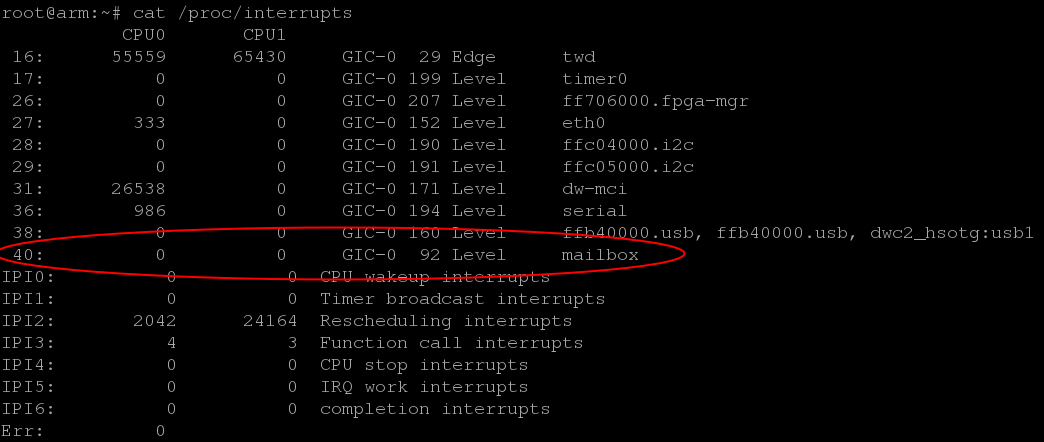 root@arm:~# cat /proc/interrupts
           CPU0       CPU1
 16:      55559      65430     GIC-0  29 Edge      twd
 17:          0          0     GIC-0 199 Level     timer0
 26:          0          0     GIC-0 207 Level     ff706000.fpga-mgr
 27:        333          0     GIC-0 152 Level     eth0
 28:          0          0     GIC-0 190 Level     ffc04000.i2c
 29:          0          0     GIC-0 191 Level     ffc05000.i2c
 31:      26538          0     GIC-0 171 Level     dw-mci
 36:        986          0     GIC-0 194 Level     serial
 38:          0          0     GIC-0 160 Level     ffb40000.usb, ffb40000.usb, dwc2_hsotg:usb1
 40:          0          0     GIC-0  92 Level     mailbox
IPI0:          0          0  CPU wakeup interrupts
IPI1:          0          0  Timer broadcast interrupts
IPI2:       2042      24164  Rescheduling interrupts
IPI3:          4          3  Function call interrupts
IPI4:          0          0  CPU stop interrupts
IPI5:          0          0  IRQ work interrupts
IPI6:          0          0  completion interrupts
Err:          0